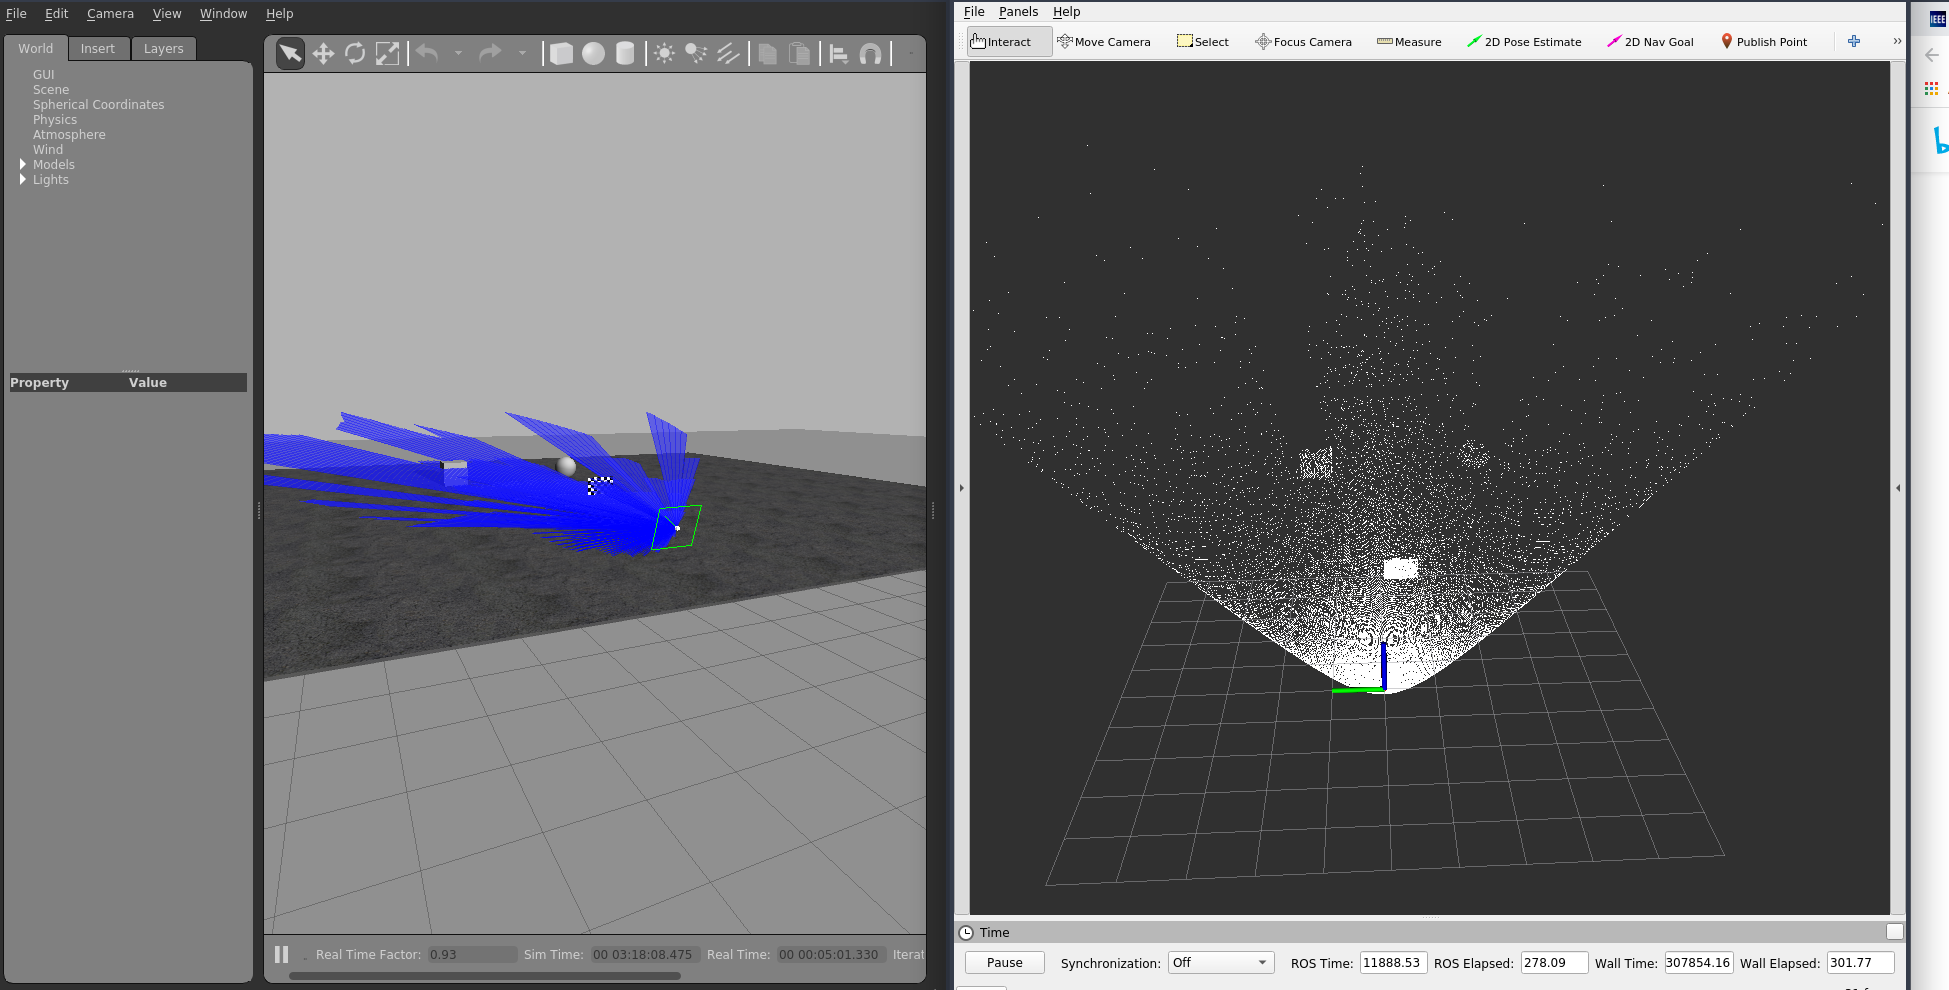 File Edit Camera View Window Help
World Insert Layers
GUI
Scene
Spherical Coordinates
Physics
Atmosphere
Wind
Models
Lights
Property Value
Real Time Factor: 0.93 Sim Time: 00 03:18:08.475 Real Time: 00 00:05:01.330 Iterat
File Panels Help
Interact Move Camera Select Focus Camera Measure 2D Pose Estimate 2D Nav Goal Publish Point
Time
Pause Synchronization: Off ROS Time: 11888.53 ROS Elapsed: 278.09 Wall Time: 307854.16 Wall Elapsed: 301.77
IEEE